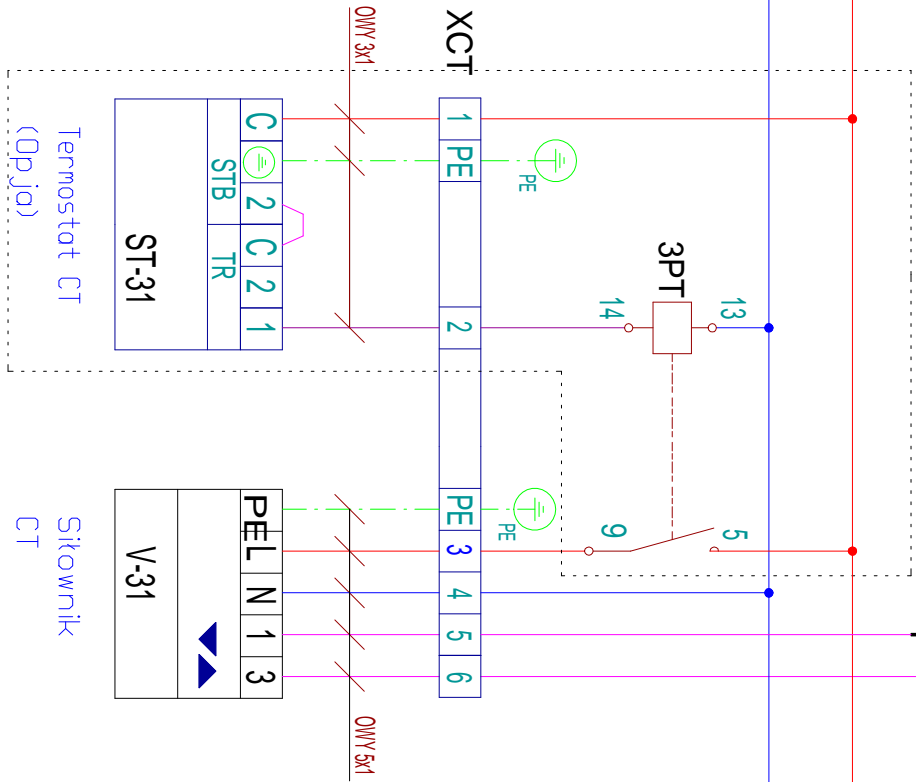 OWY 3x1
XCT
C
STB
2
C
TR
2
1
ST-31
Termostat CT
(Opja)
1
PE
PE
2
3PT
14
13
PE
PE
3
4
5
6
9
5
PE
L
N
1
3
V-31
Siłownik
CT
OWY 5x1